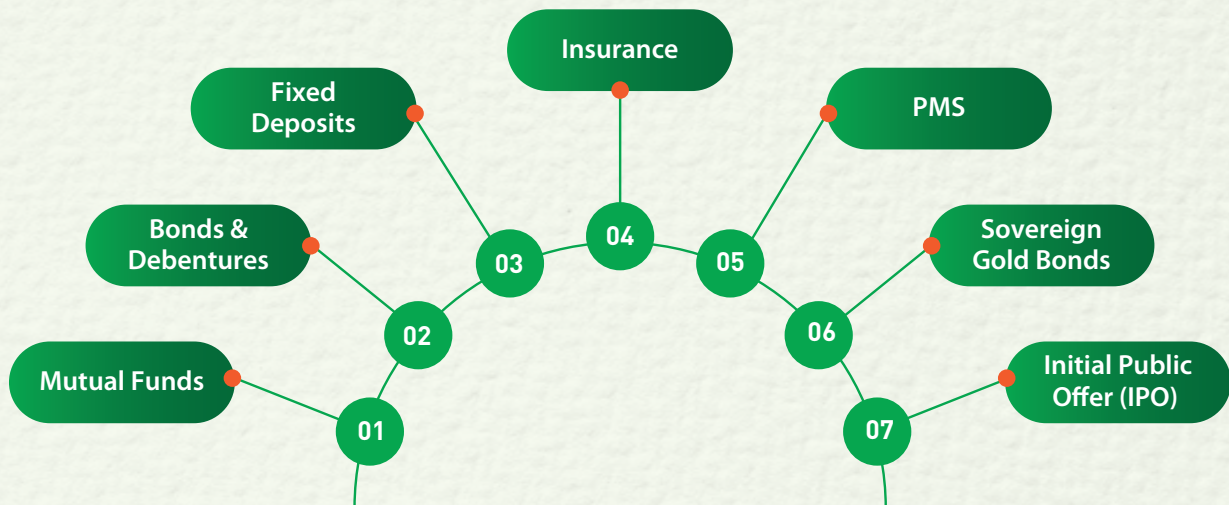 01
Mutual Funds
02
Bonds &
Debentures
03
Fixed
Deposits
04
Insurance
05
PMS
06
Sovereign
Gold Bonds
07
Initial Public
Offer (IPO)